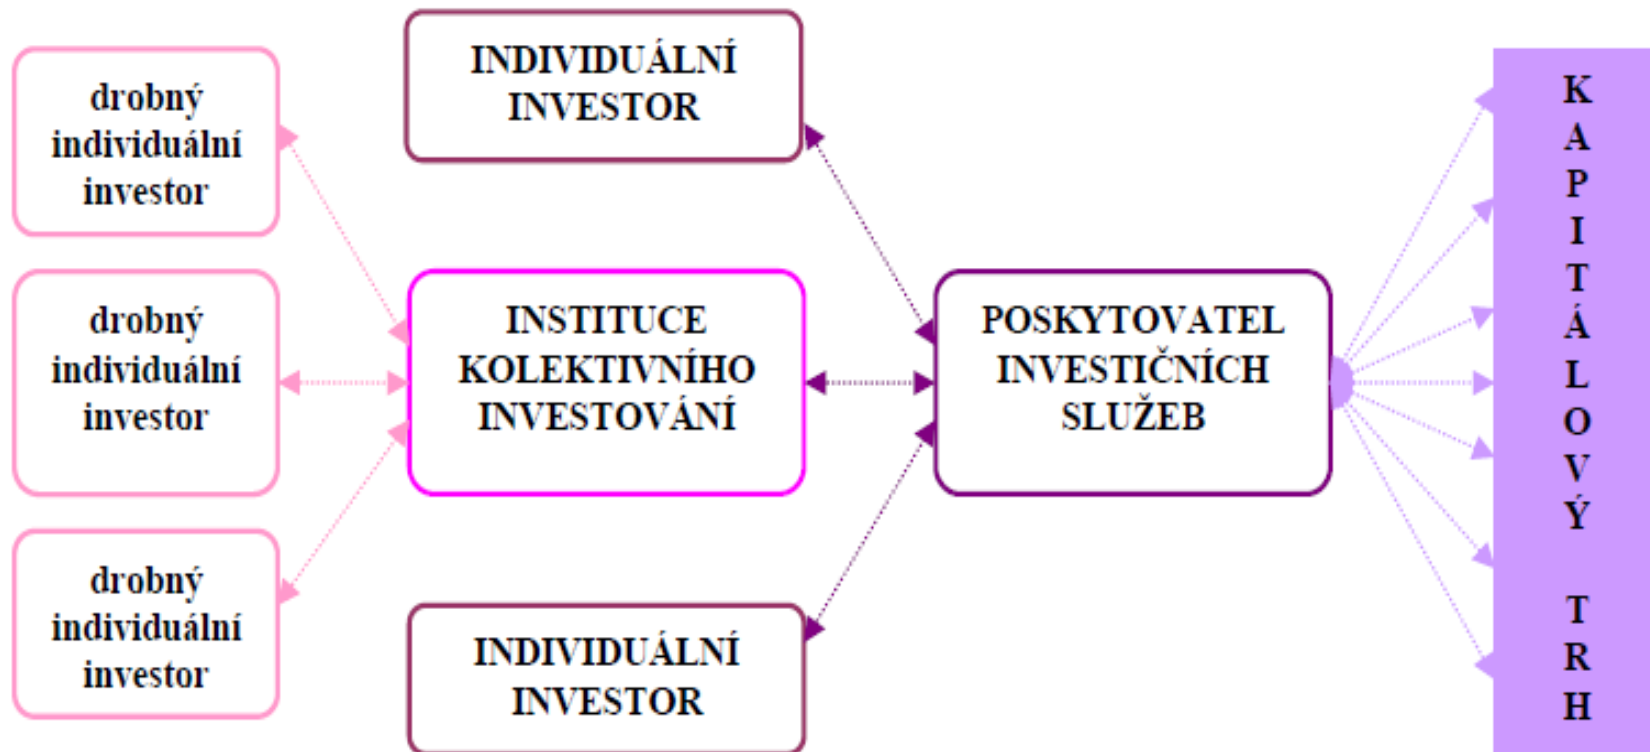 drobný
individuální
investor
drobný
individuální
investor
drobný
individuální
investor
INDIVIDUÁLNÍ
INVESTOR
INSTITUCE
KOLEKTIVNÍHO
INVESTOVÁNÍ
INDIVIDUÁLNÍ
INVESTOR
POSKYTOVATEL
INVESTIČNÍCH
SLUŽEB
K
A
P
I
T
Á
L
O
V
Ý
T
R
H